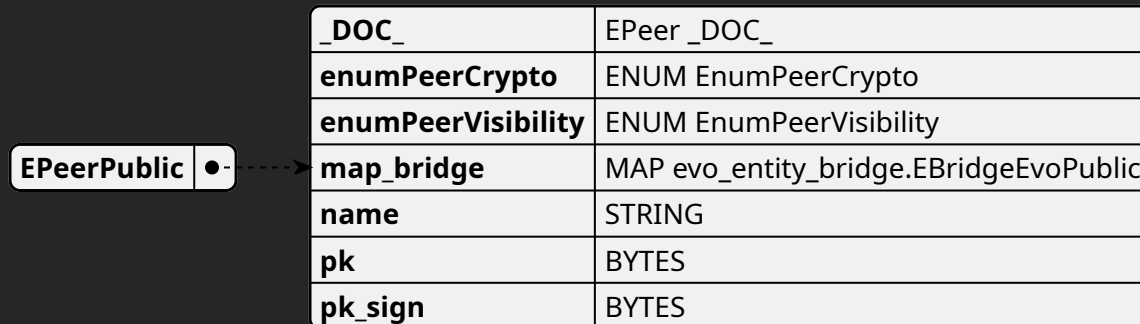 _DOC_ EPeer _DOC_
enumPeerCrypto ENUM EnumPeerCrypto
enumPeerVisibility ENUM EnumPeerVisibility
EPeerPublic map_bridge MAP evo_entity_bridge.EBridgeEvoPublic
name STRING
pk BYTES
pk_sign BYTES